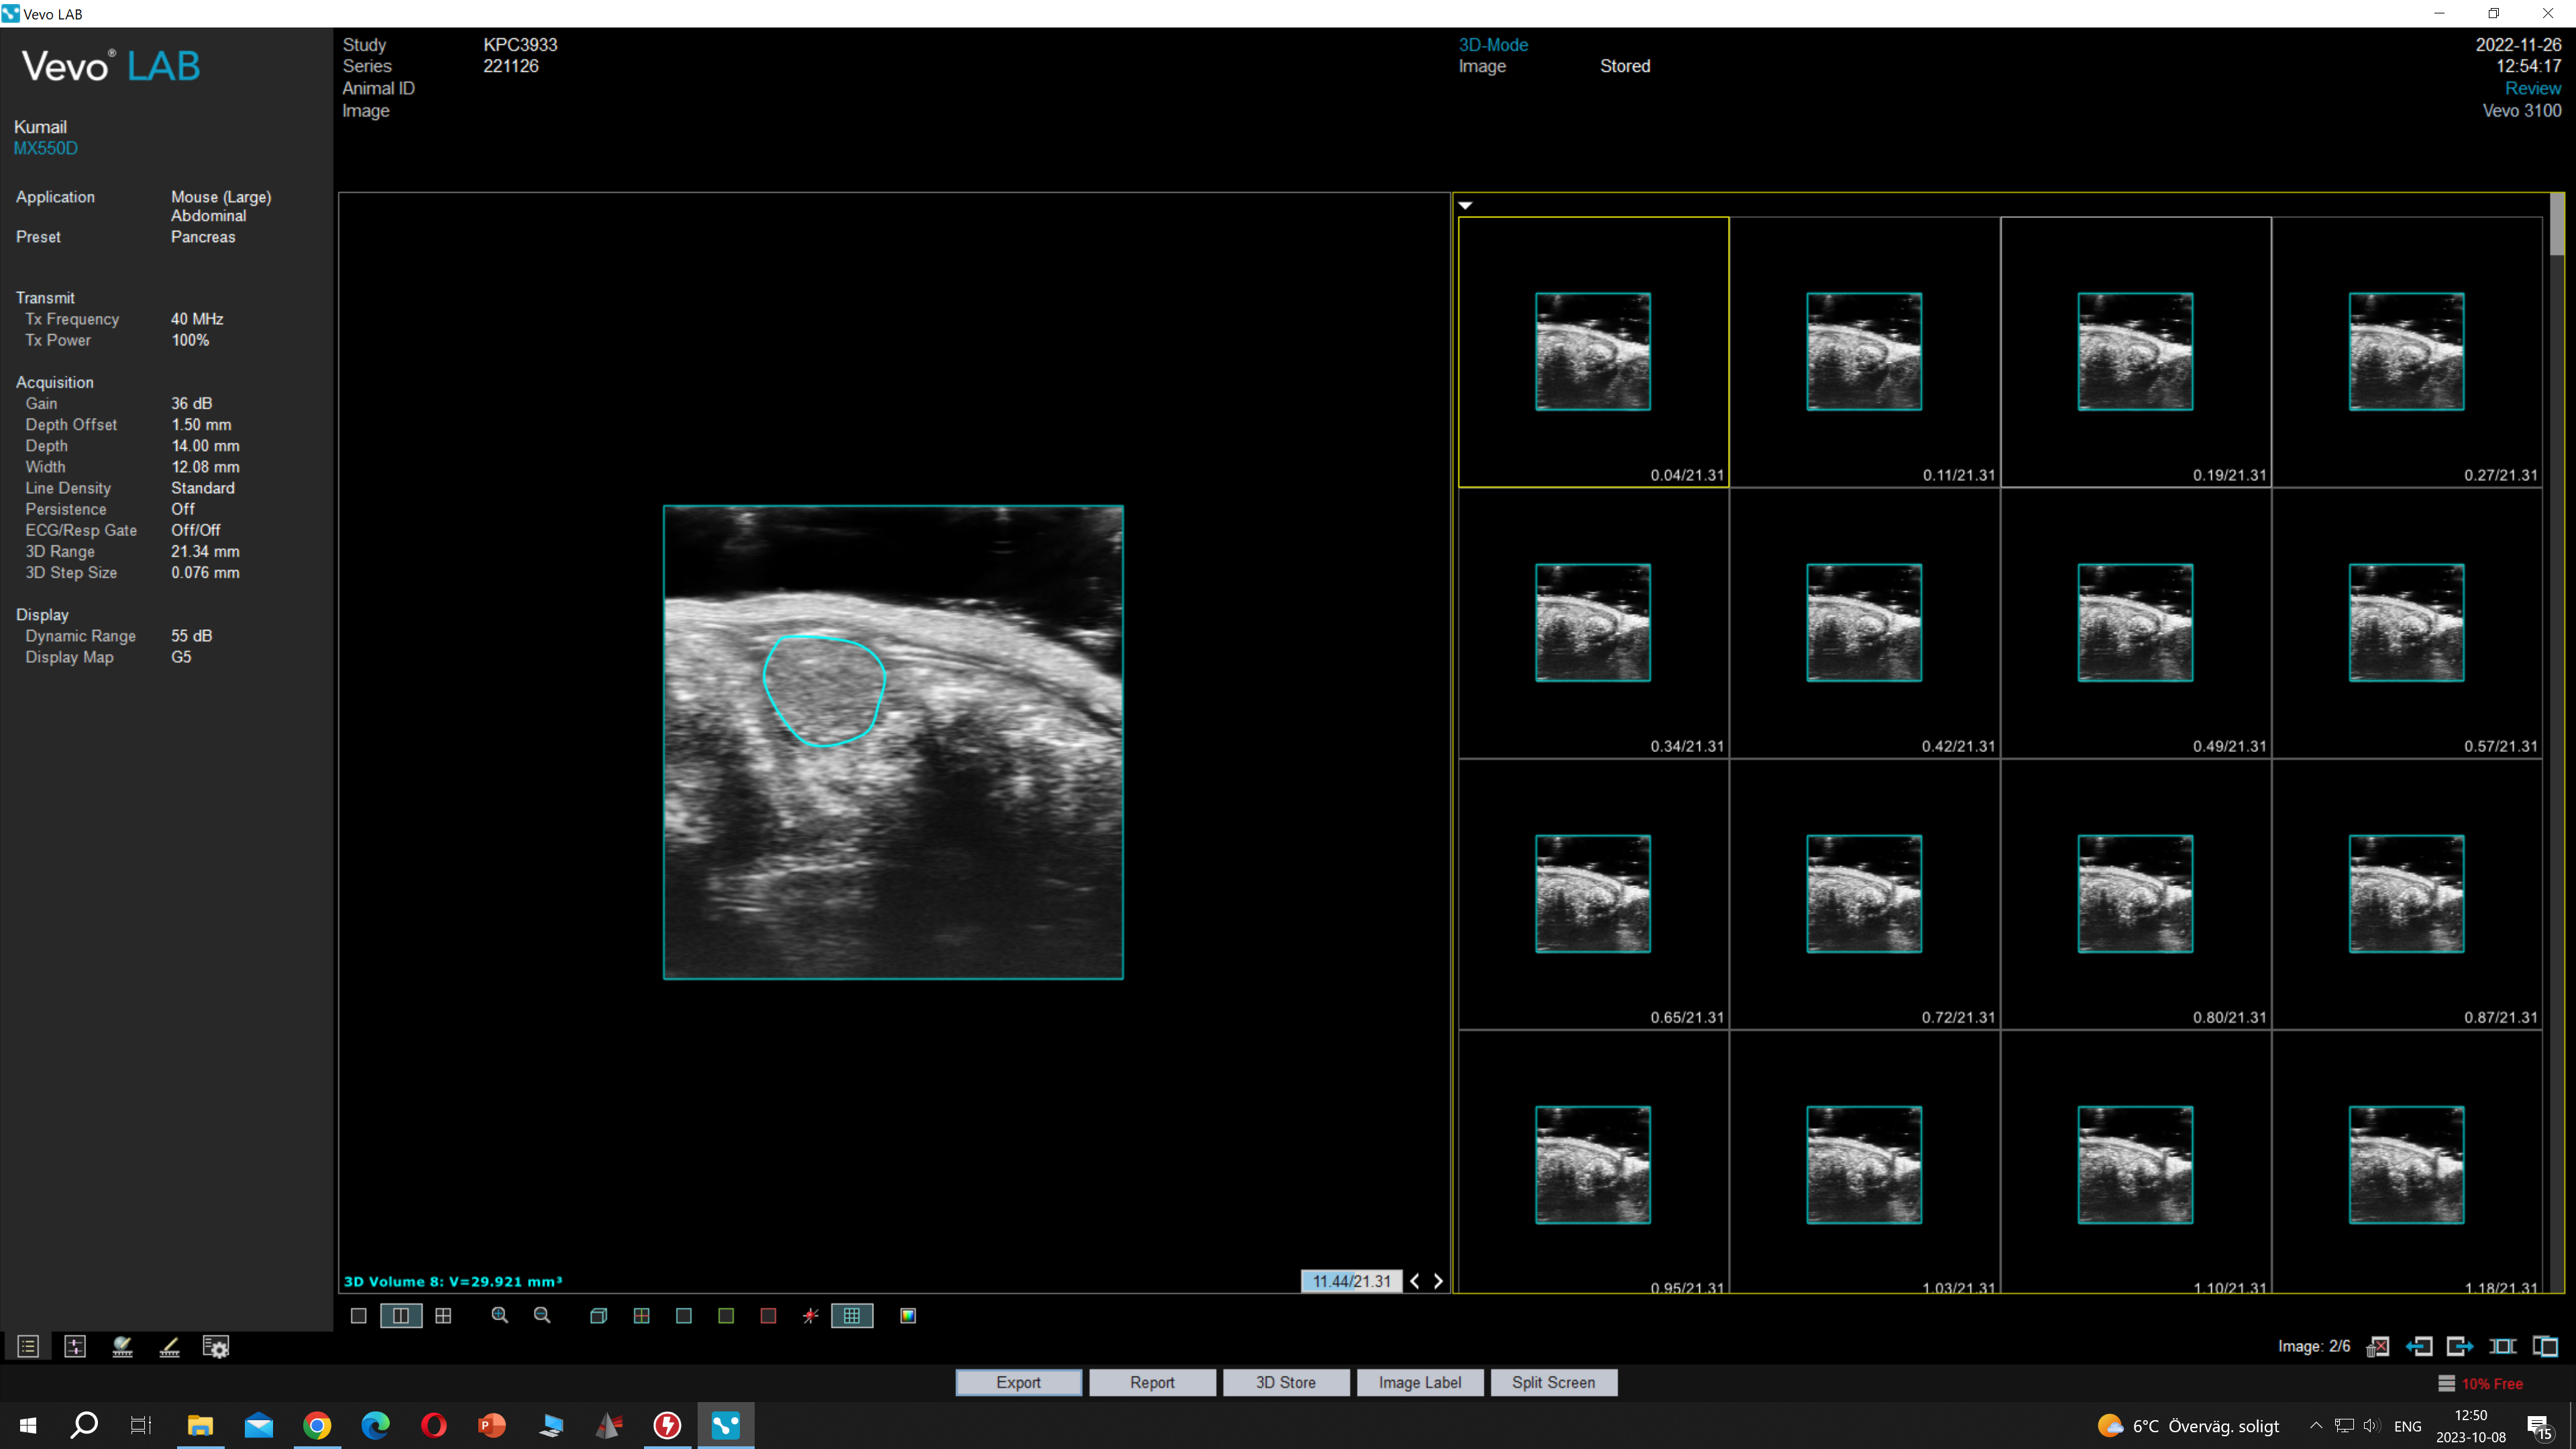 Vevo LAB
Vevo® LAB
Kumail
MX550D
Application Mouse (Large)
Abdominal
Preset Pancreas
Transmit
Tx Frequency 40 MHz
Tx Power 100%
Acquisition
Gain 36 dB
Depth Offset 1.50 mm
Depth 14.00 mm
Width 12.08 mm
Line Density Standard
Persistence Off
ECG/Resp Gate Off/Off
3D Range 21.34 mm
3D Step Size 0.076 mm
Display
Dynamic Range 55 dB
Display Map G5
Study KPC3933
Series 221126
Animal ID
Image
3D-Mode
Image Stored
2022-11-26
12:54:17
Review
Vevo 3100
0.04/21.31 0.11/21.31 0.19/21.31 0.27/21.31
0.34/21.31 0.42/21.31 0.49/21.31 0.57/21.31
0.65/21.31 0.72/21.31 0.80/21.31 0.87/21.31
0.95/21.31 1.03/21.31 1.10/21.31 1.18/21.31
3D Volume 8: V=29.921 mm³
11.44/21.31
Image: 2/6
Export Report 3D Store Image Label Split Screen
10% Free
6°C Överväg. soligt
ENG
12:50
2023-10-08
15